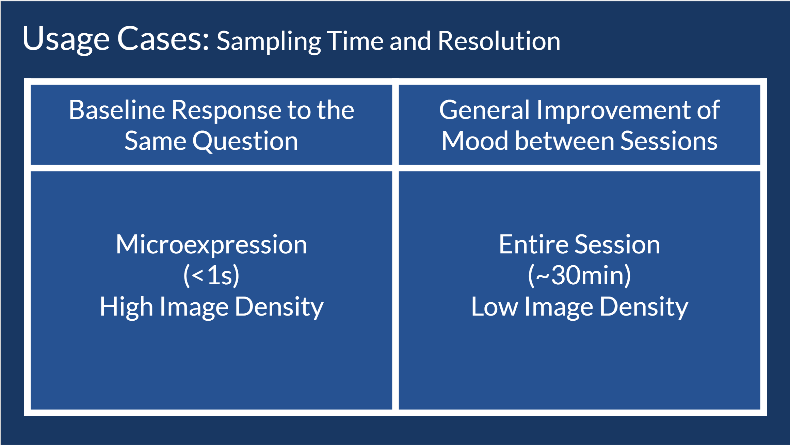 Usage Cases: Sampling Time and Resolution
Baseline Response to the
Same Question
General Improvement of
Mood between Sessions
Microexpression
(<1s)
High Image Density
Entire Session
(~30min)
Low Image Density